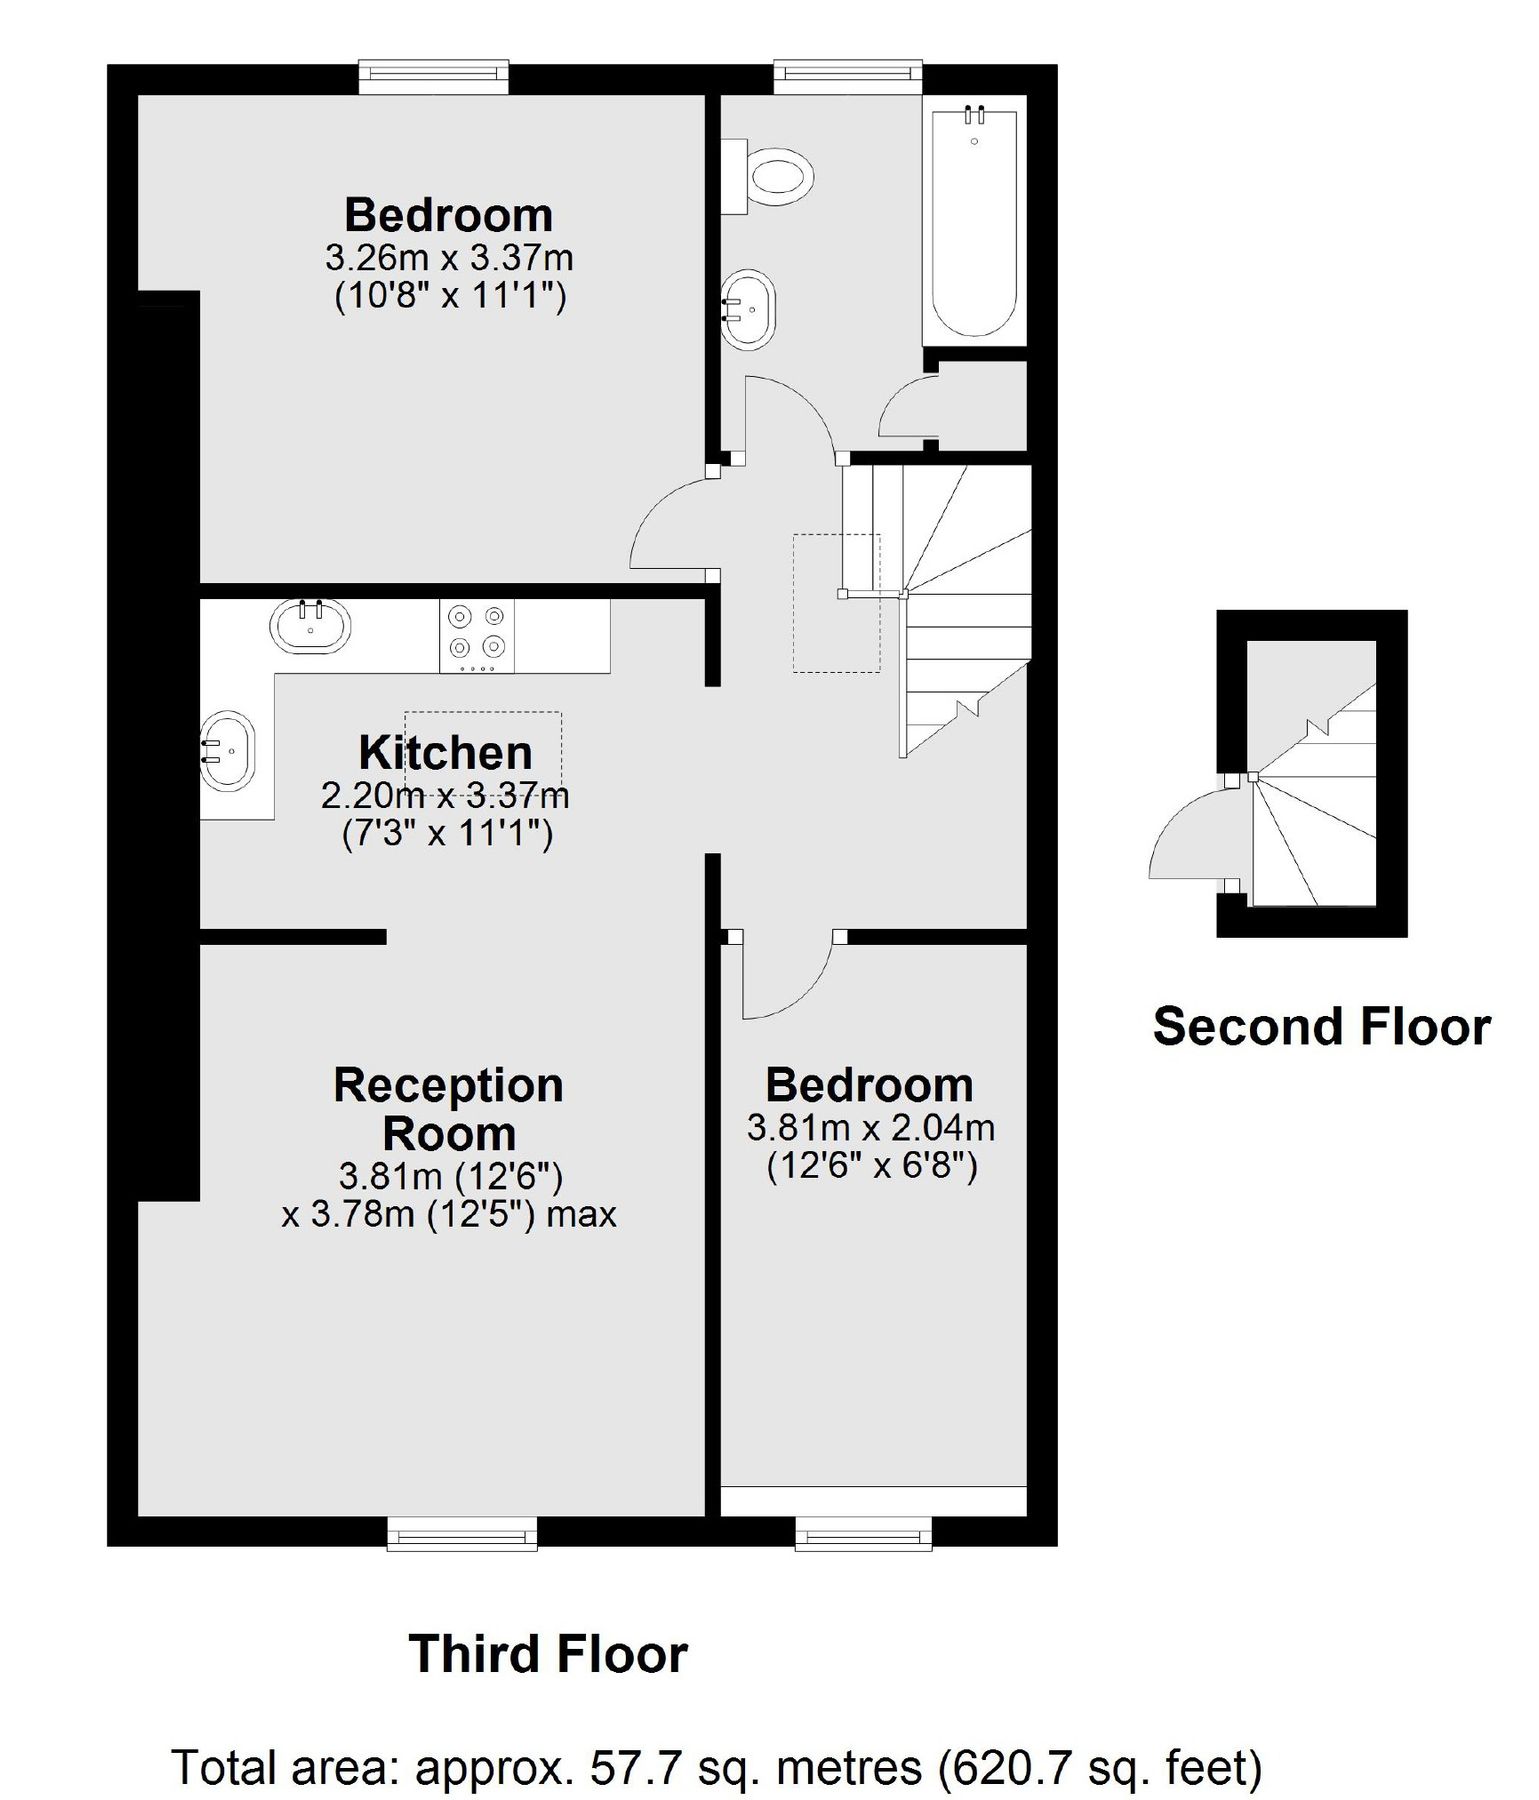 Bedroom
3.26m x 3.37m
(10'8" x 11'1")
Kitchen
2.20m x 3.37m
(7'3" x 11'1")
Reception
Room
3.81m (12'6")
x 3.78m (12'5") max
Bedroom
3.81m x 2.04m
(12'6" x 6'8")
Second Floor
Third Floor
Total area: approx. 57.7 sq. metres (620.7 sq. feet)